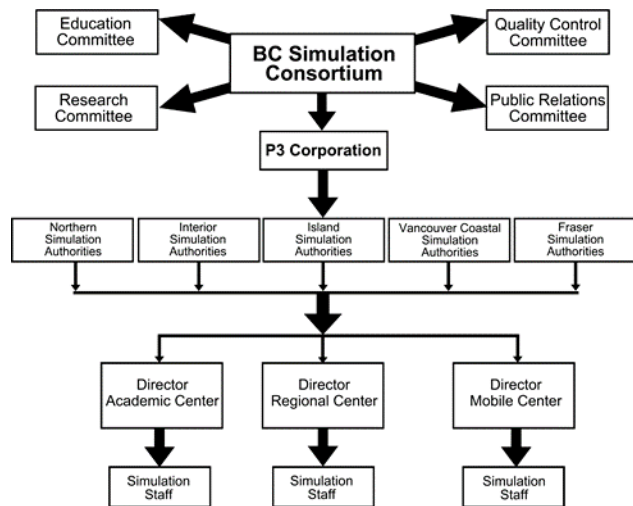 Education
Committee
BC Simulation
Consortium
Quality Control
Committee
Research
Committee
Public Relations
Committee
P3 Corporation
Northern
Simulation
Authorities
Interior
Simulation
Authorities
Island
Simulation
Authorities
Vancouver Coastal
Simulation
Authorities
Fraser
Simulation
Authorities
Director
Academic Center
Director
Regional Center
Director
Mobile Center
Simulation
Staff
Simulation
Staff
Simulation
Staff